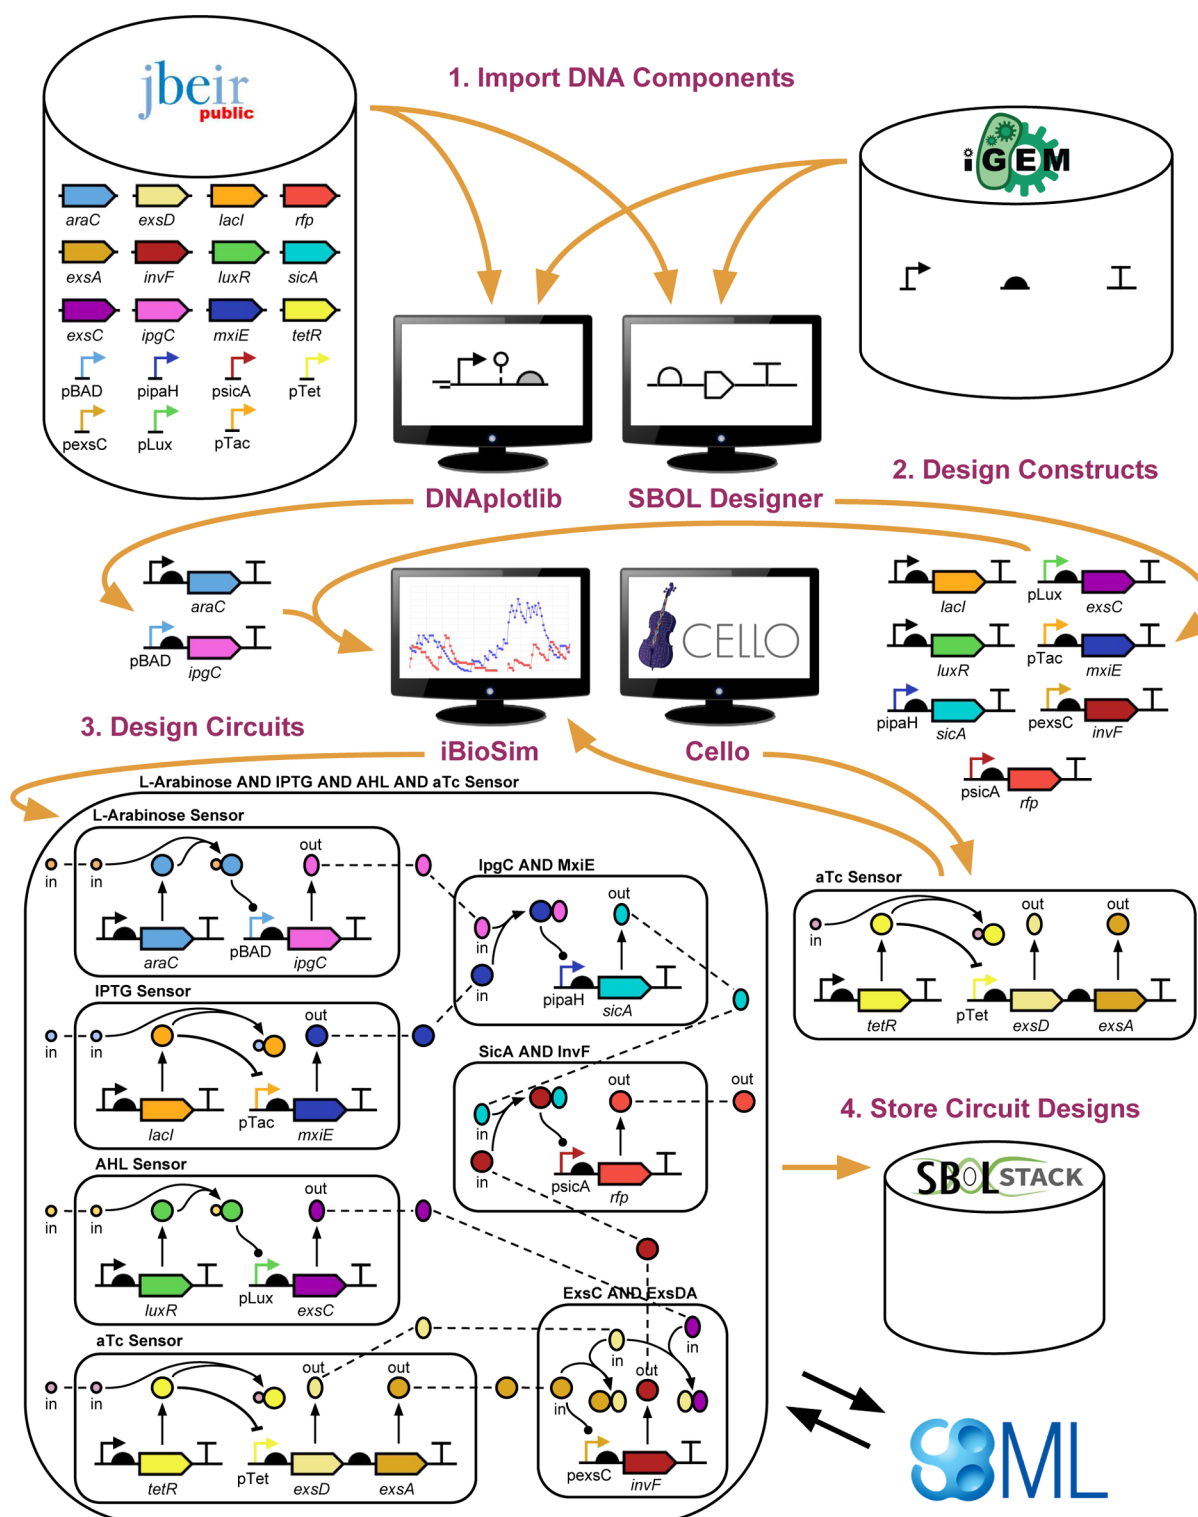 jbeir
public
1. Import DNA Components
iGEM
araC
exsD
lacI
rfp
exsA
invF
luxR
sicA
exsC
ipgC
mxiE
tetR
pBAD
pipaH
psicA
pTet
pexsC
pLux
pTac
DNAplotlib
SBOL Designer
2. Design Constructs
araC
pBAD
ipgC
CELLO
lacI
pLux
exsC
luxR
pTac
mxiE
pipaH
sicA
pexsC
invF
psicA
rfp
3. Design Circuits
iBioSim
Cello
L-Arabinose AND IPTG AND AHL AND aTc Sensor
L-Arabinose Sensor
out
in
in
araC
pBAD
ipgC
IpgC AND MxiE
out
in
in
pipaH
sicA
aTc Sensor
in
out
out
tetR
pTet
exsD
exsA
IPTG Sensor
out
in
in
lacI
pTac
mxiE
SicA AND InvF
out
out
in
in
psicA
rfp
4. Store Circuit Designs
SBOL STACK
AHL Sensor
out
in
in
luxR
pLux
exsC
ExsC AND ExsDA
in
in
out
in
pexsC
invF
aTc Sensor
out
out
in
in
tetR
pTet
exsD
exsA
SBML